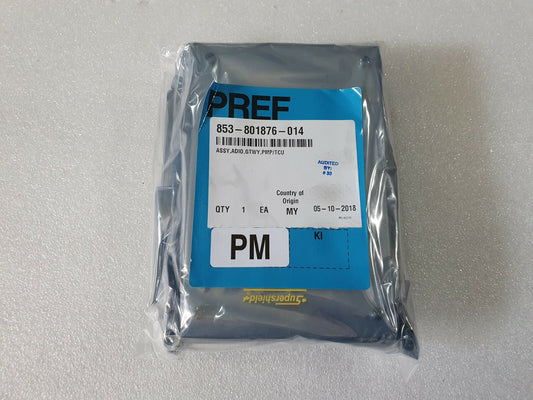 PREF
853-801876-014
ASSY,ADIO,GTWY,PMP/TCU
AUDITED
BY:
Country of
Origin
QTY 1 EA MY 05-10-2018
PM
KI
Supershield